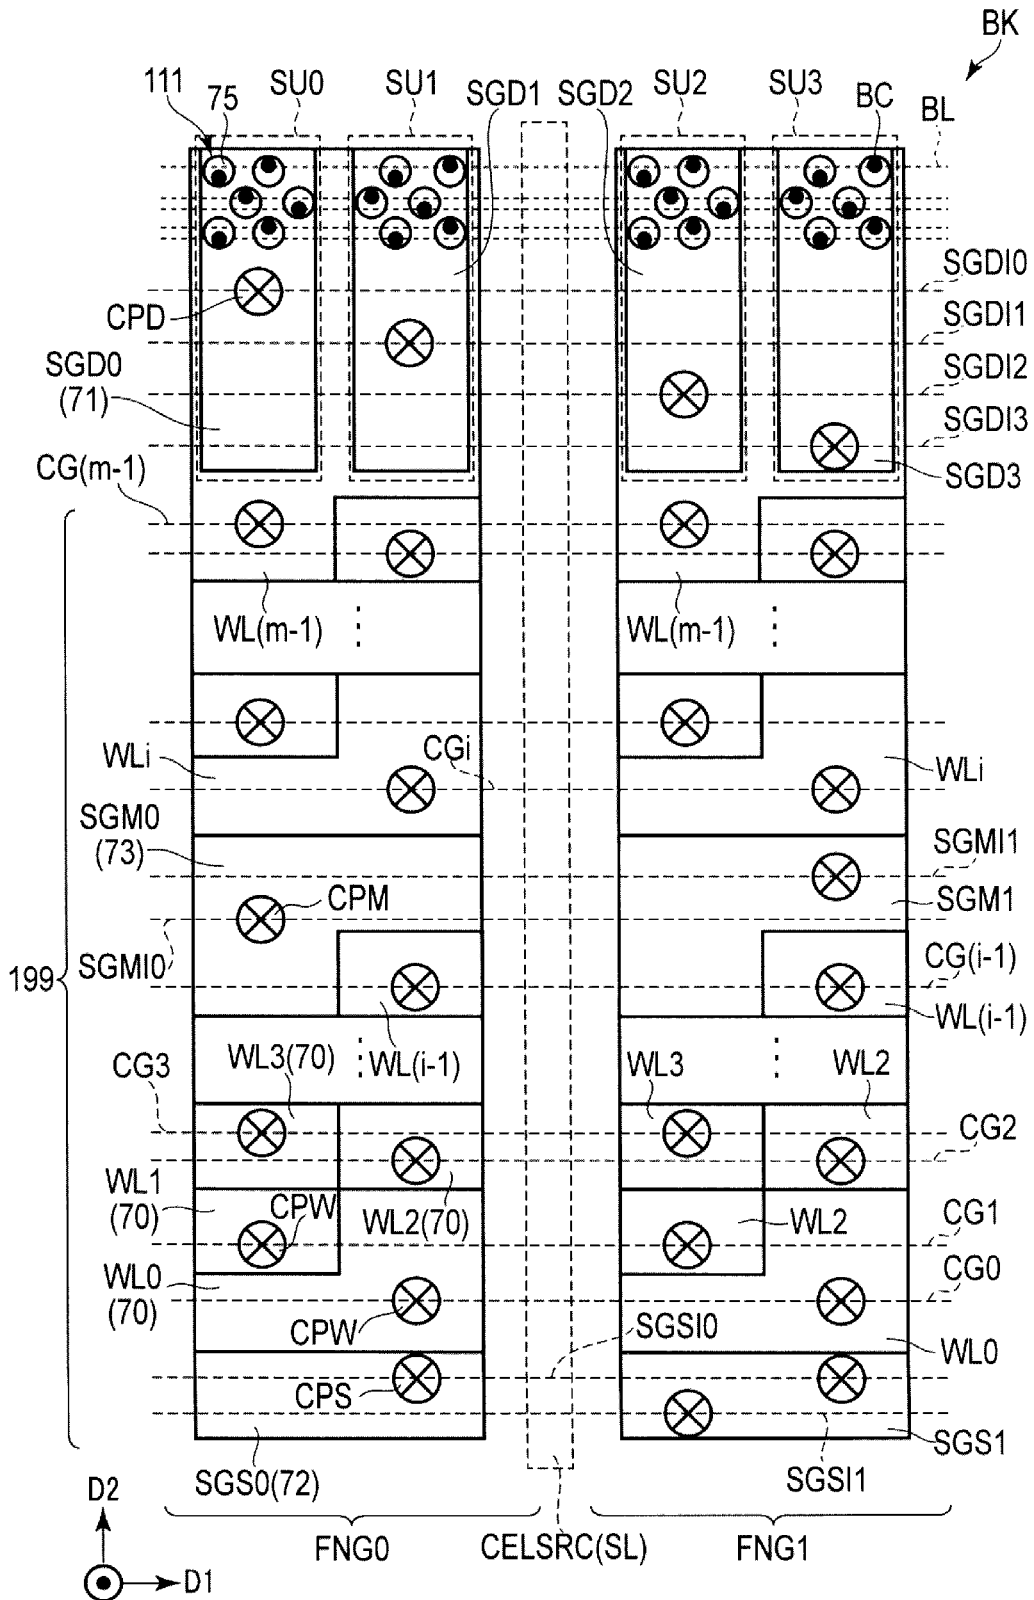 BK
SU0 SU1 SGD1 SGD2 SU2 SU3 BC
111 75 BL
SGDI0
CPD
SGDI1
SGD0
(71)
SGDI2
SGDI3
CG(m-1)
SGD3
WL(m-1) ⋮ WL(m-1) ⋮
WLi CGi WLi
SGM0
(73)
SGMI1
CPM SGM1
SGMI0
CG(i-1)
199
WL(i-1) WL(i-1)
⋮ ⋮
CG3 WL3(70) WL3 WL2
CG2
WL1
(70)
CPW WL2(70) WL2 CG1
WL0
(70)
CG0
CPW SGSI0
WL0
CPS
SGS1
SGS0(72) SGSI1
D2
FNG0 CELSRC(SL) FNG1
D1